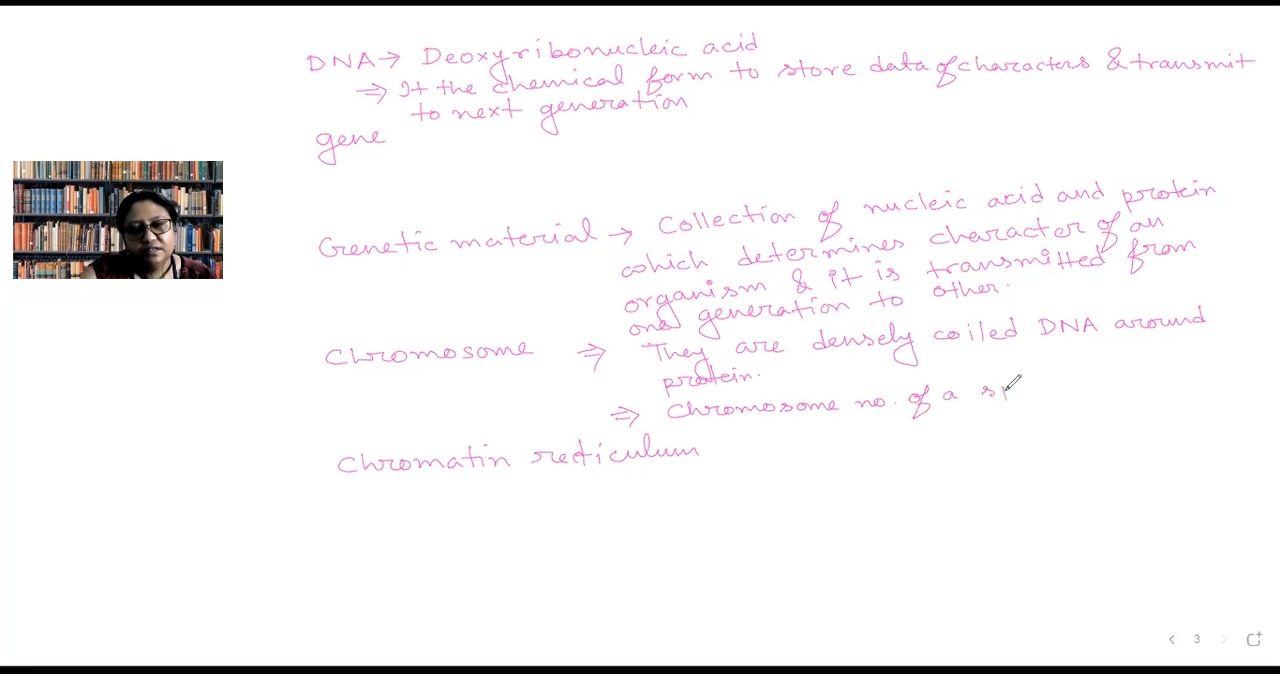 DNA → Deoxyribonucleic acid
⇒ It the chemical form to store data of characters & transmit
to next generation
gene
Genetic material → Collection of nucleic acid and protein
which determines character of an
organism & it is transmitted from
one generation to other.
Chromosome ⇒ They are densely coiled DNA around
protein.
⇒ Chromosome no. of a sp
Chromatin recticulum
3